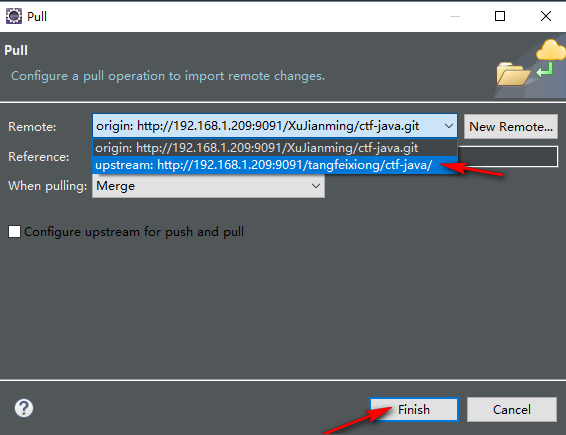 Pull
Pull
Configure a pull operation to import remote changes.
Remote: origin: http://192.168.1.209:9091/XuJianming/ctf-java.git New Remote...
origin: http://192.168.1.209:9091/XuJianming/ctf-java.git
Reference: upstream: http://192.168.1.209:9091/tangfeixiong/ctf-java/
When pulling: Merge
Configure upstream for push and pull
? Finish Cancel